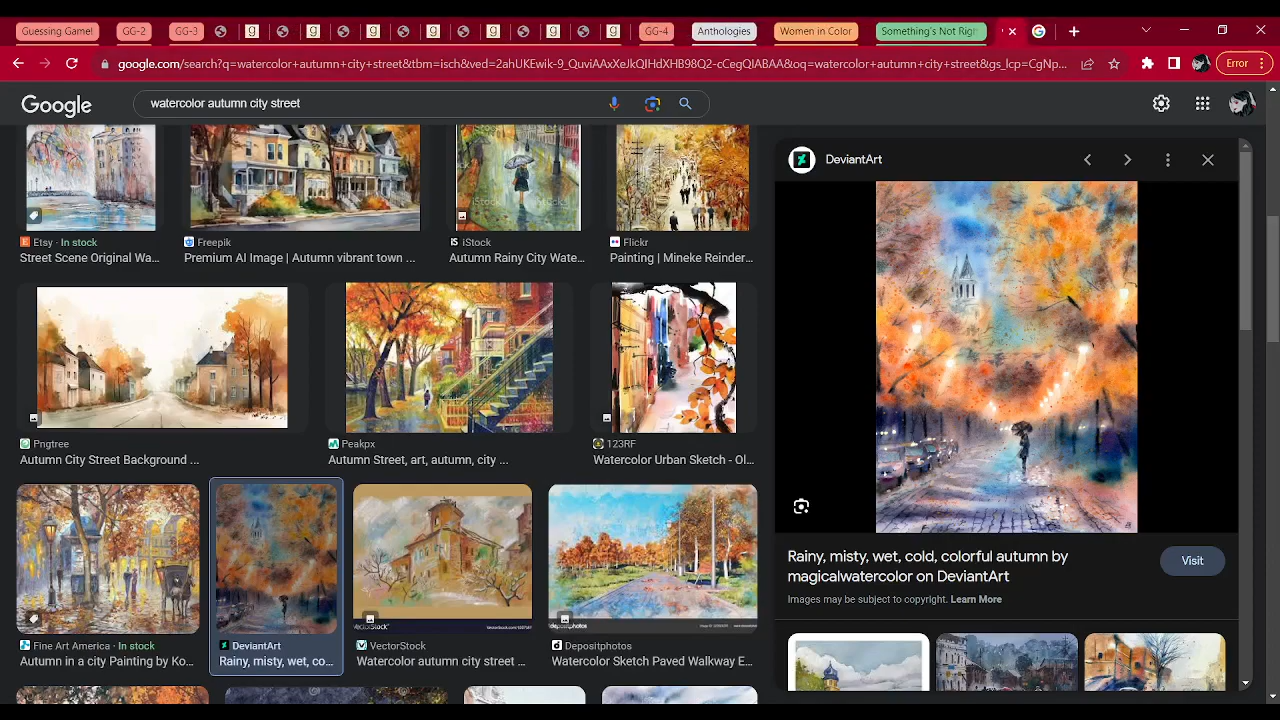 Guessing Game!
GG-2
GG-3
GG-4
Anthologies
Women in Color
Something's Not Righ
google.com/search?q=watercolor+autumn+city+street&tbm=isch&ved=2ahUKEwik-9_QuviAAxXeJkQIHdXHB98Q2-cCegQIABAA&oq=watercolor+autumn+city+street&gs_lcp=CgNp...
Error
Google
watercolor autumn city street
DeviantArt
Etsy · In stock
Street Scene Original Wa...
Freepik
Premium AI Image | Autumn vibrant town ...
iStock
Autumn Rainy City Wate...
Flickr
Painting | Mineke Reinder...
Pngtree
Autumn City Street Background ...
Peakpx
Autumn Street, art, autumn, city ...
123RF
Watercolor Urban Sketch - Ol...
Rainy, misty, wet, cold, colorful autumn by
magicalwatercolor on DeviantArt
Visit
Images may be subject to copyright. Learn More
Fine Art America · In stock
Autumn in a city Painting by Ko...
DeviantArt
Rainy, misty, wet, co...
VectorStock
Watercolor autumn city street ...
Depositphotos
Watercolor Sketch Paved Walkway E...